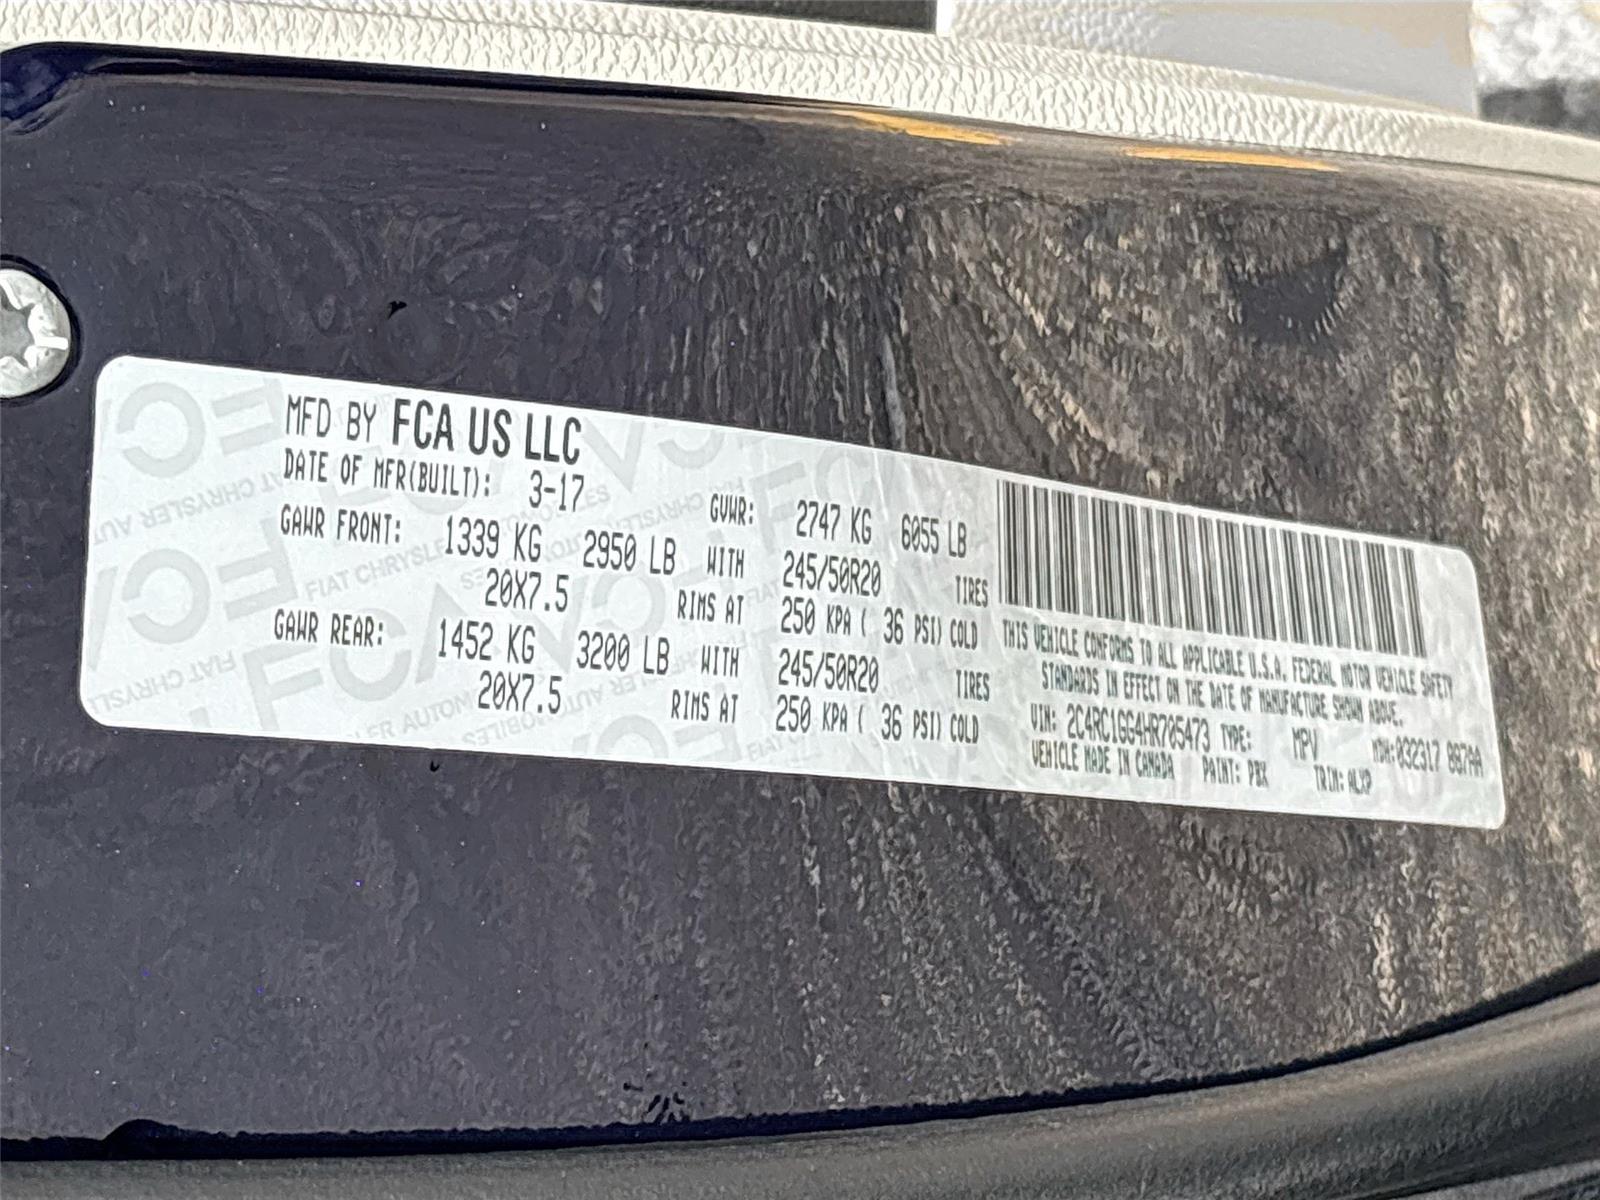 MFD BY FCA US LLC
DATE OF MFR(BUILT): 3-17
GVWR: 2747 KG 6055 LB
GAWR FRONT: 1339 KG 2950 LB WITH 245/50R20 TIRES
20X7.5 RIMS AT 250 KPA ( 36 PSI) COLD
GAWR REAR: 1452 KG 3200 LB WITH 245/50R20 TIRES
20X7.5 RIMS AT 250 KPA ( 36 PSI) COLD
THIS VEHICLE CONFORMS TO ALL APPLICABLE U.S.A. FEDERAL MOTOR VEHICLE SAFETY
STANDARDS IN EFFECT ON THE DATE OF MANUFACTURE SHOWN ABOVE.
VIN: 2C4RC1GG4HR705473 TYPE: MPV MDH:032317 087AA
VEHICLE MADE IN CANADA PAINT: PBX TRIM: ALXP